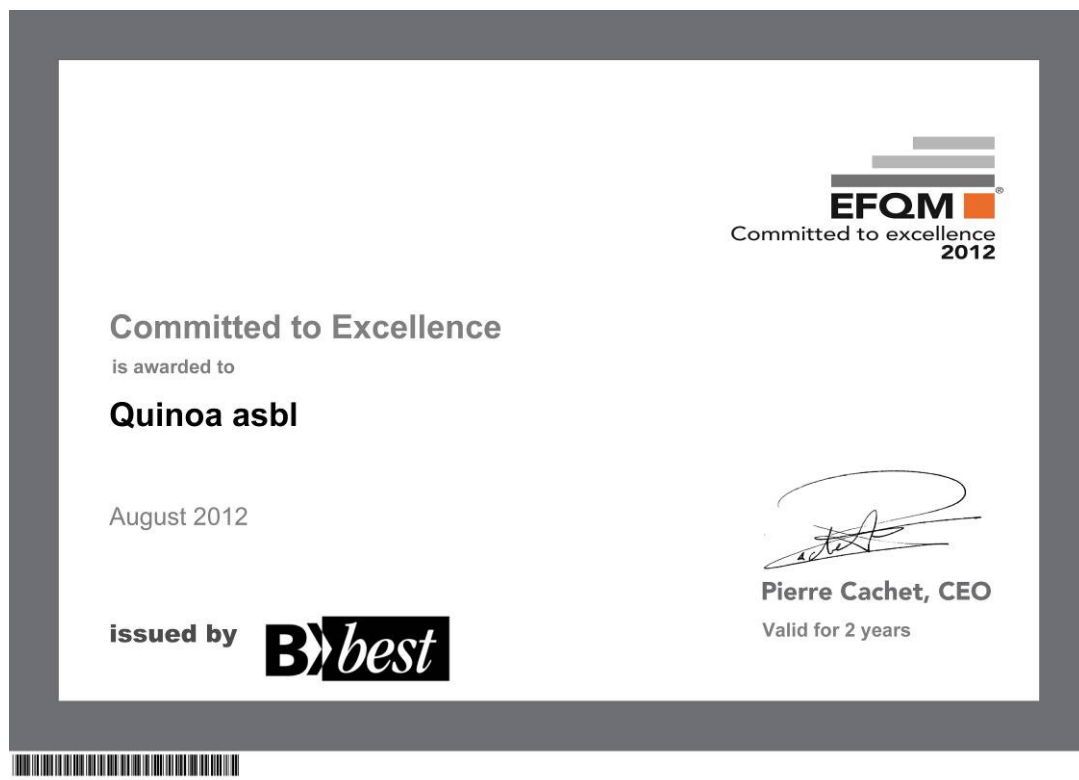 EFQM ®
Committed to excellence
2012
Committed to Excellence
is awarded to
Quinoa asbl
August 2012
Pierre Cachet, CEO
Valid for 2 years
issued by
B best